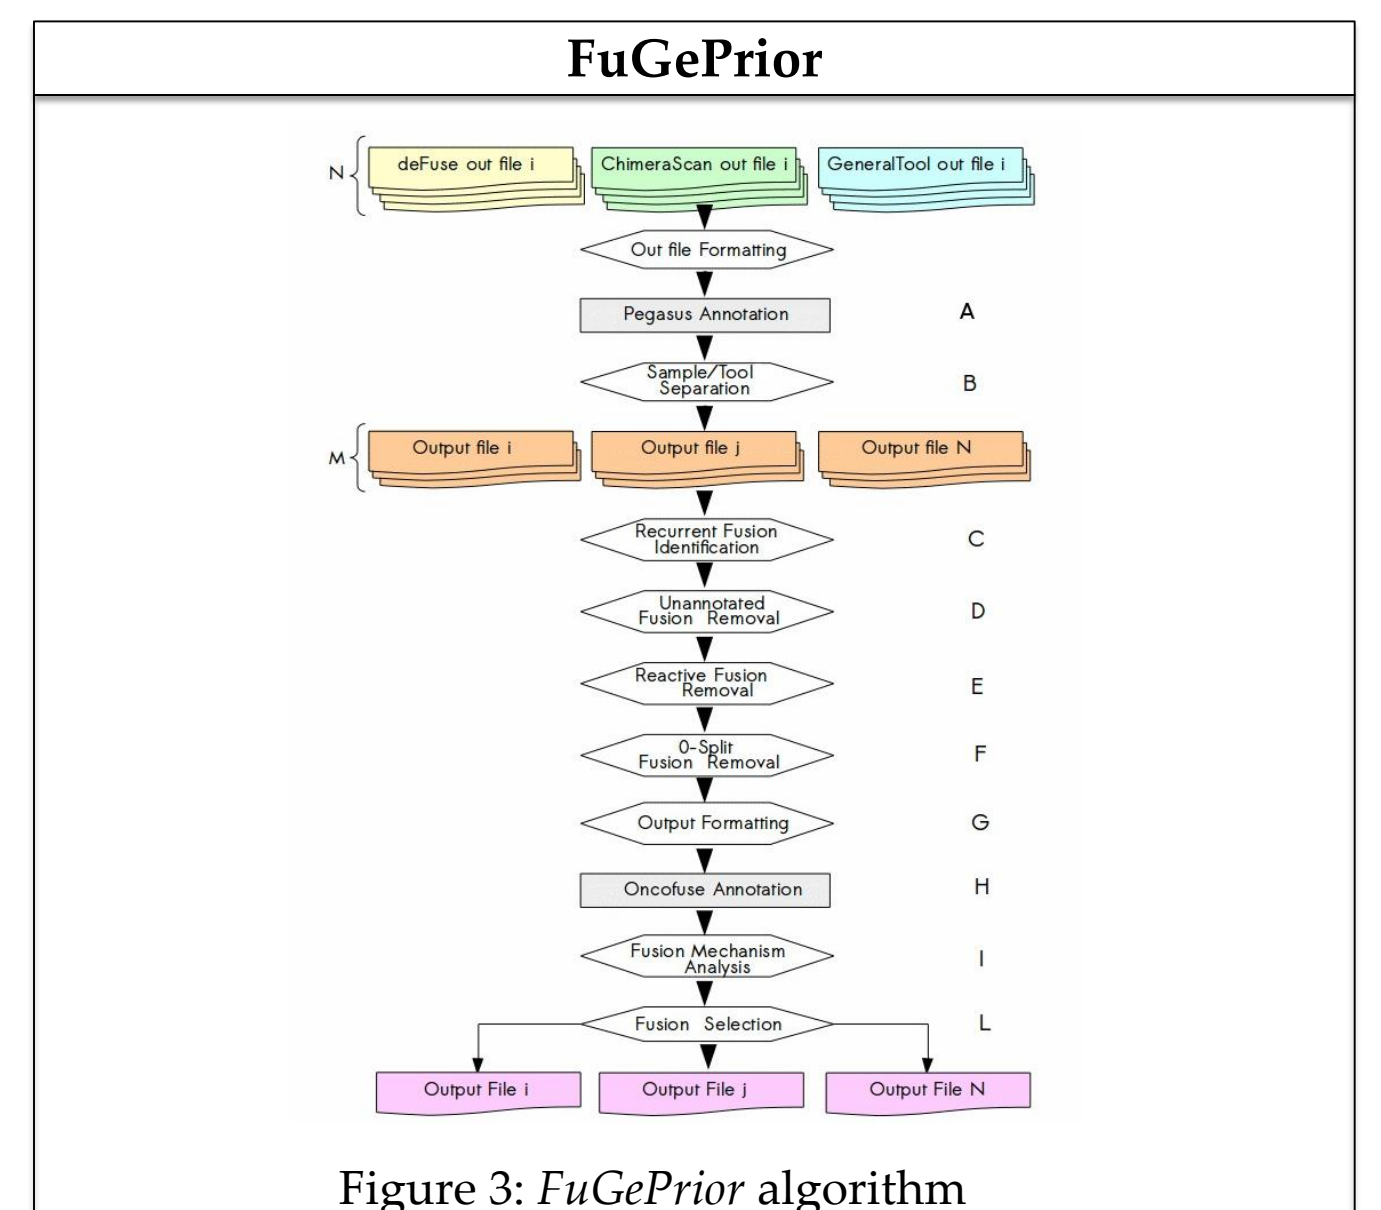 FuGePrior
N
deFuse out file i
ChimeraScan out file i
GeneralTool out file i
Out file Formatting
Pegasus Annotation
A
Sample/Tool
Separation
B
M
Output file i
Output file j
Output file N
Recurrent Fusion
Identification
C
Unannotated
Fusion Removal
D
Reactive Fusion
Removal
E
0-Split
Fusion Removal
F
Output Formatting
G
Oncofuse Annotation
H
Fusion Mechanism
Analysis
I
Fusion Selection
L
Output File i
Output File j
Output File N
Figure 3: FuGePrior algorithm